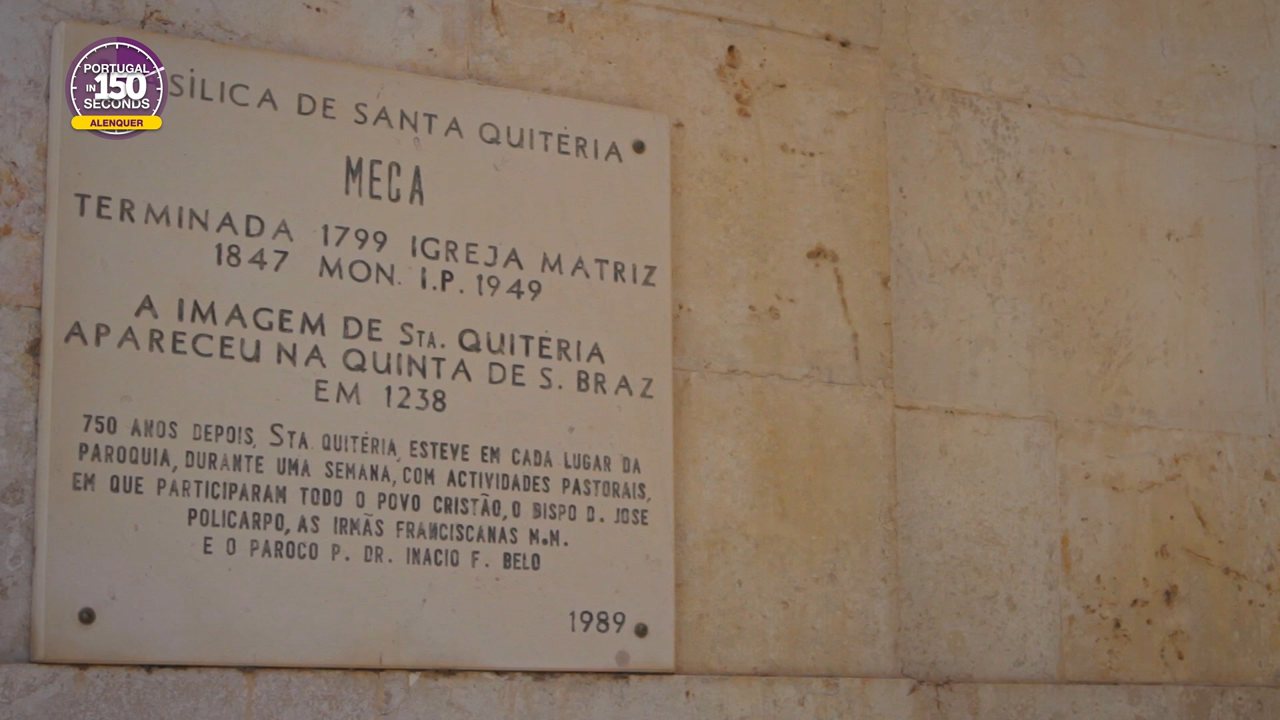 PORTUGAL
IN 150
SECONDS
ALENQUER
SÍLICA DE SANTA QUITÉRIA
MECA
TERMINADA 1799 IGREJA MATRIZ
1847 MON. I.P. 1949
A IMAGEM DE STA. QUITÉRIA
APARECEU NA QUINTA DE S. BRAZ
EM 1238
750 ANOS DEPOIS, STA. QUITÉRIA, ESTEVE EM CADA LUGAR DA
PAROQUIA, DURANTE UMA SEMANA, COM ACTIVIDADES PASTORAIS,
EM QUE PARTICIPARAM TODO O POVO CRISTÃO, O BISPO D. JOSE
POLICARPO, AS IRMÃS FRANCISCANAS M.M.
E O PAROCO P. DR. INACIO F. BELO
1989